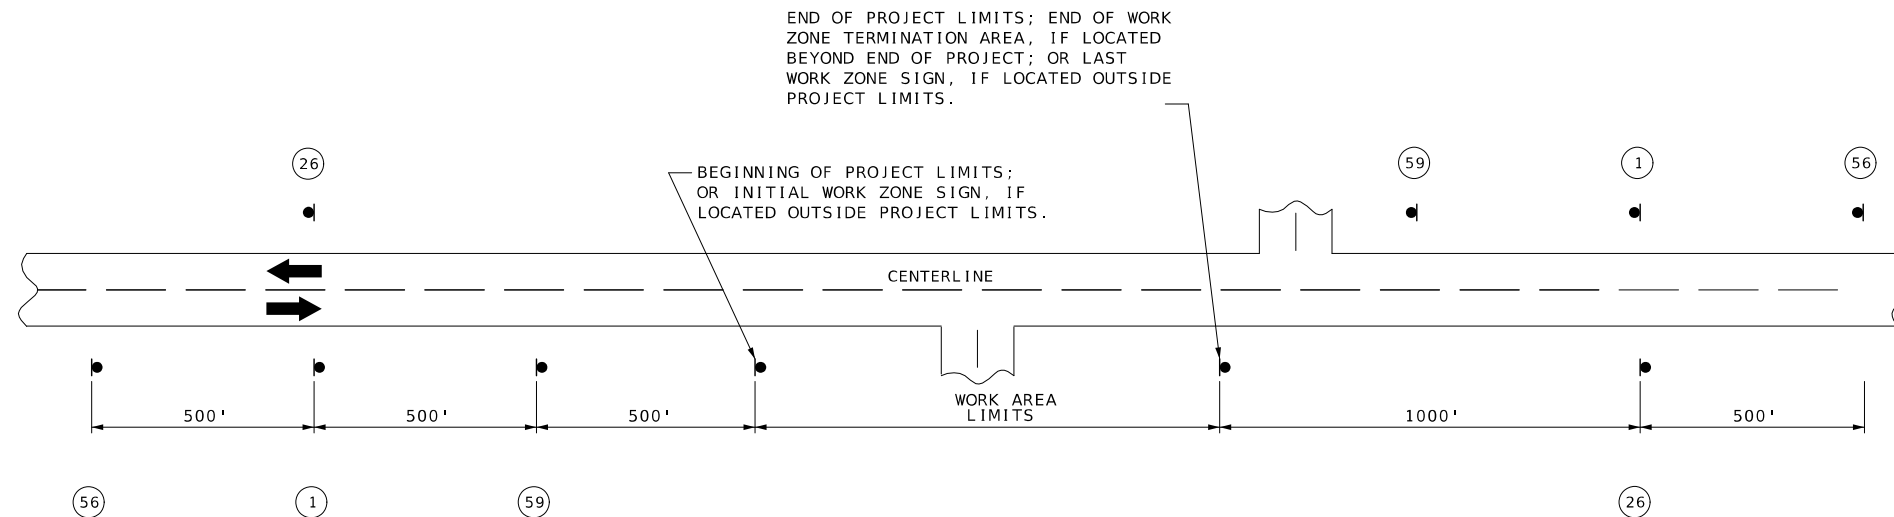 END OF PROJECT LIMITS; END OF WORK
ZONE TERMINATION AREA, IF LOCATED
BEYOND END OF PROJECT; OR LAST
WORK ZONE SIGN, IF LOCATED OUTSIDE
PROJECT LIMITS.
26
59
1
56
BEGINNING OF PROJECT LIMITS;
OR INITIAL WORK ZONE SIGN, IF
LOCATED OUTSIDE PROJECT LIMITS.
CENTERLINE
WORK AREA
LIMITS
500'
500'
500'
1000'
500'
56
1
59
26